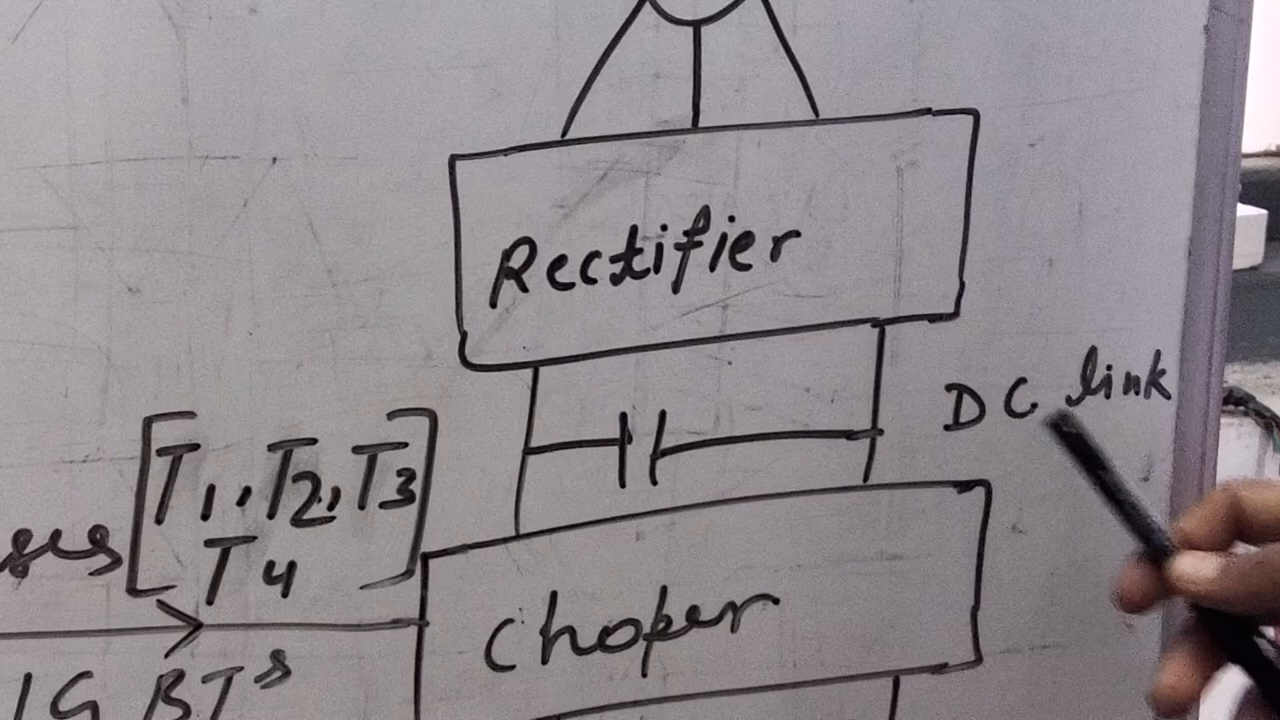 Rectifier
DC link
[T1, T2, T3
T4]
Choper
IGBTs